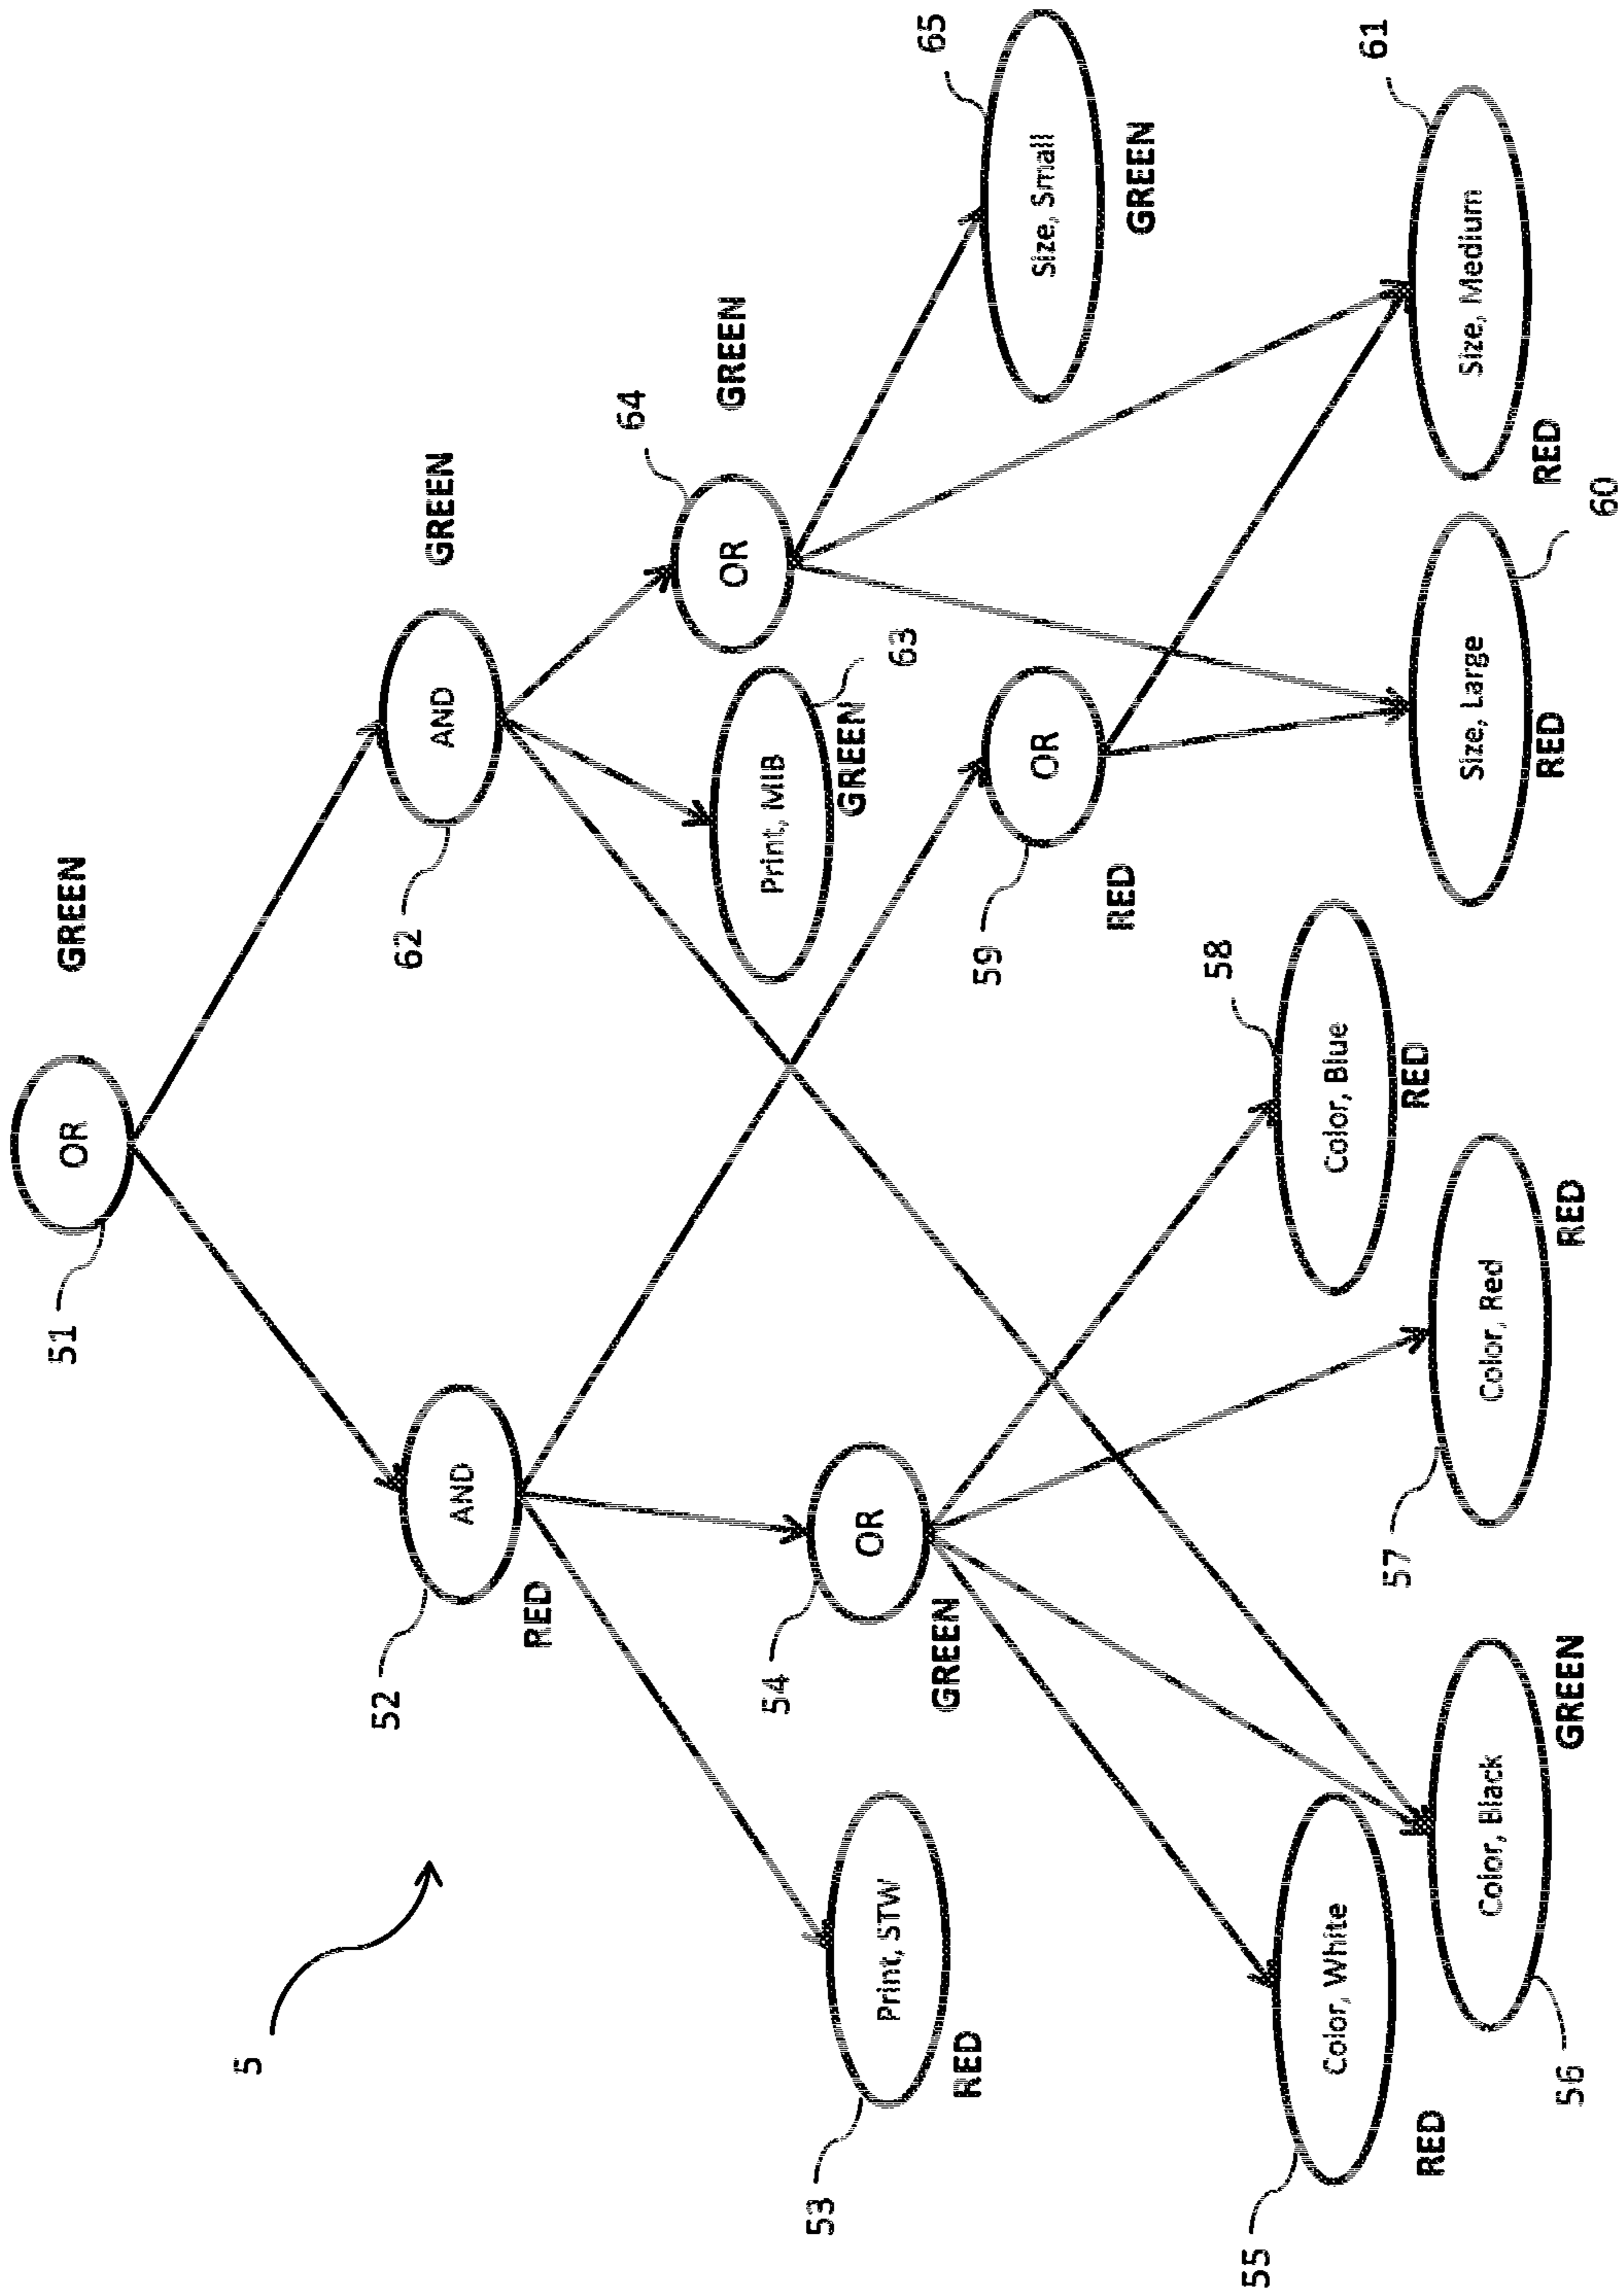 5
51
OR
GREEN
52
AND
RED
62
AND
GREEN
53
Print, STW
RED
54
OR
GREEN
63
Print, MIB
GREEN
64
OR
GREEN
59
OR
RED
65
Size, Small
GREEN
55
Color, White
RED
56
Color, Black
GREEN
57
Color, Red
RED
58
Color, Blue
RED
60
Size, Large
RED
61
Size, Medium
RED